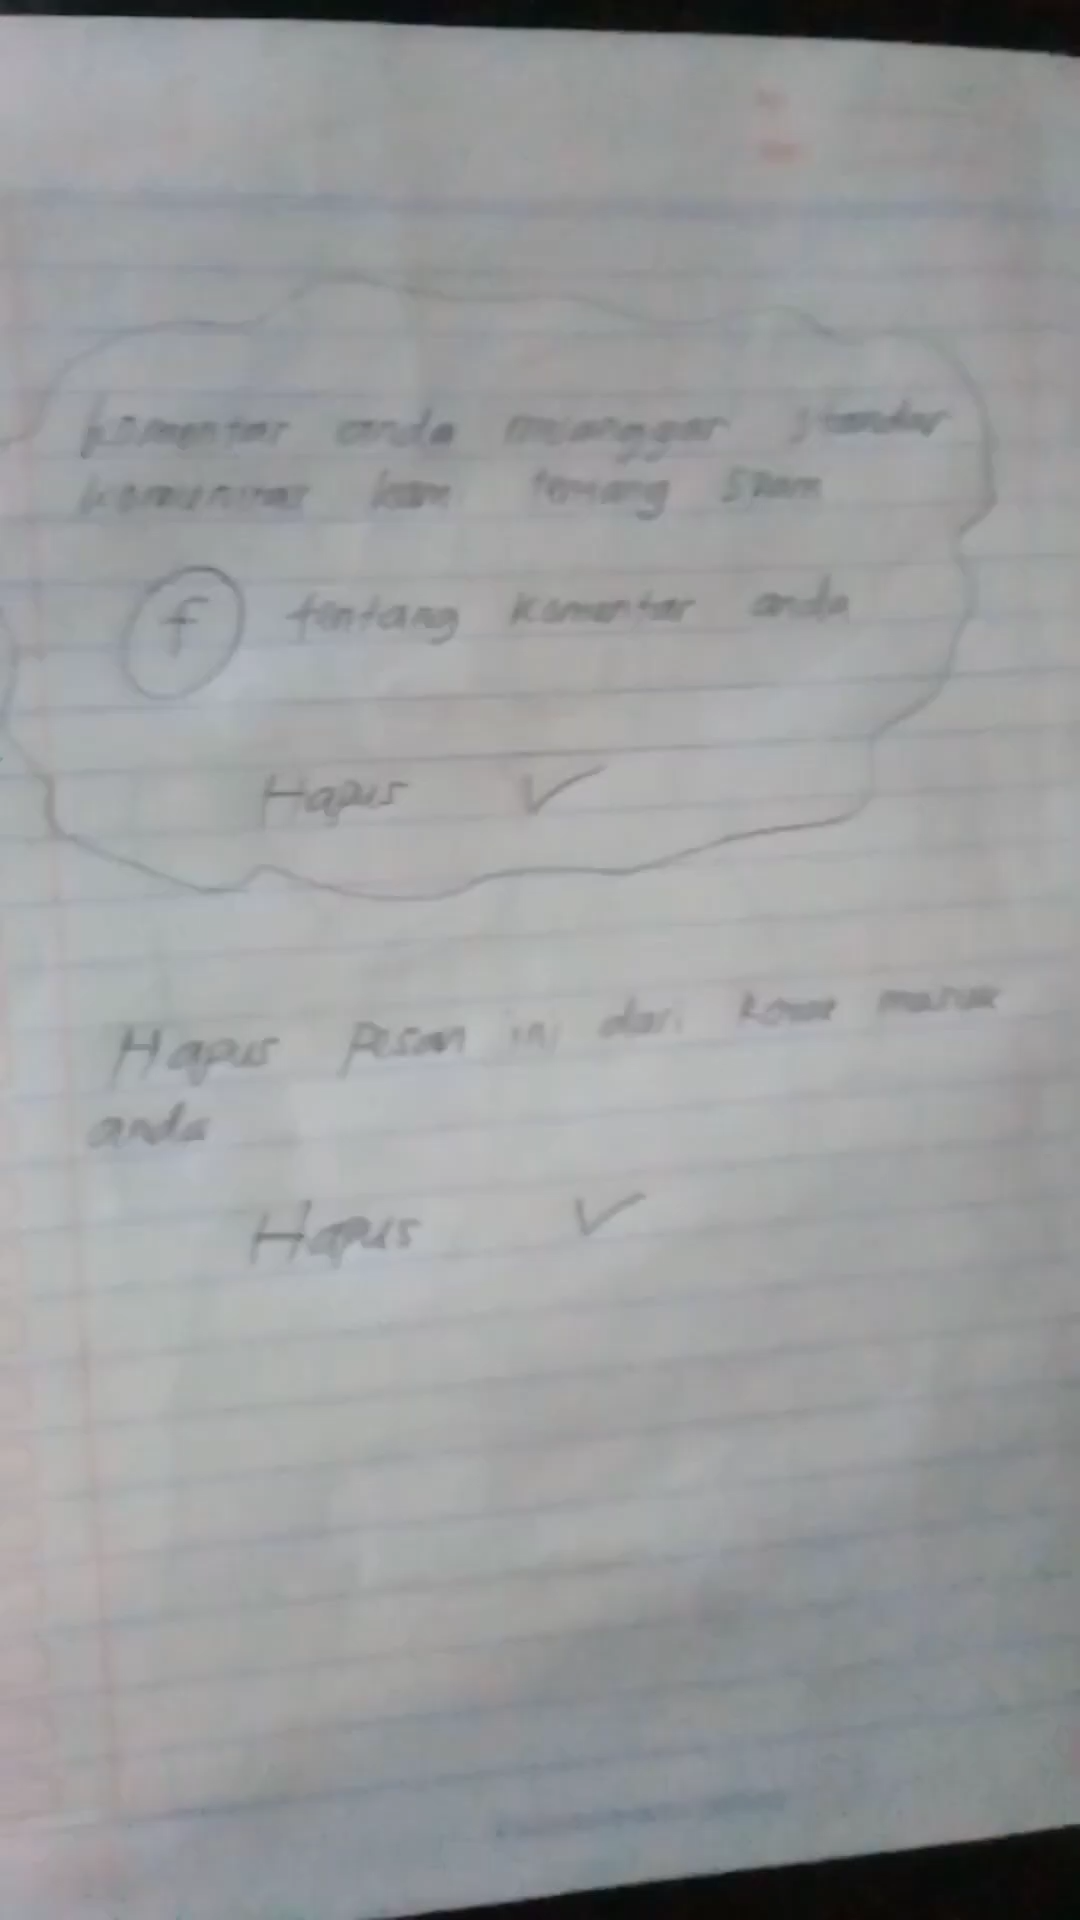 komentar anda melanggar standar
komunitas kami tentang spam
f tentang komentar anda
Hapus ✓
Hapus Pesan ini dari kotak masuk
anda
Hapus ✓